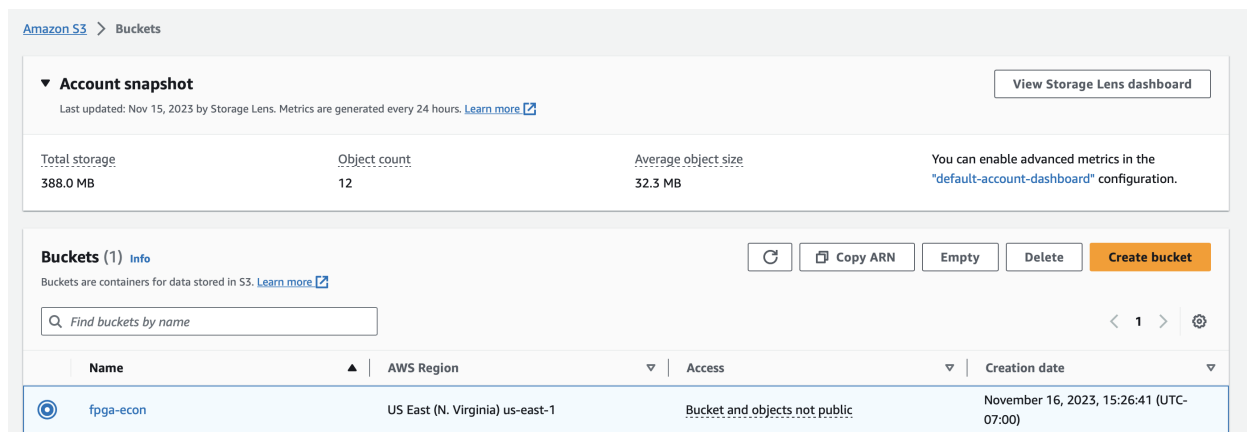 Amazon S3 > Buckets
Account snapshot
View Storage Lens dashboard
Last updated: Nov 15, 2023 by Storage Lens. Metrics are generated every 24 hours. Learn more
Total storage
388.0 MB
Object count
12
Average object size
32.3 MB
You can enable advanced metrics in the
"default-account-dashboard" configuration.
Buckets (1) Info
Copy ARN
Empty
Delete
Create bucket
Buckets are containers for data stored in S3. Learn more
Find buckets by name
< 1 >
Name
AWS Region
Access
Creation date
fpga-econ
US East (N. Virginia) us-east-1
Bucket and objects not public
November 16, 2023, 15:26:41 (UTC-
07:00)